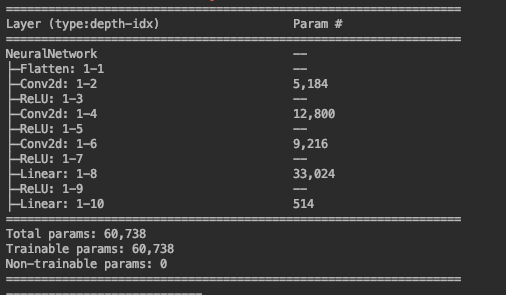 Layer (type:depth-idx) Param #
NeuralNetwork —
├─Flatten: 1-1 —
├─Conv2d: 1-2 5,184
├─ReLU: 1-3 —
├─Conv2d: 1-4 12,800
├─ReLU: 1-5 —
├─Conv2d: 1-6 9,216
├─ReLU: 1-7 —
├─Linear: 1-8 33,024
├─ReLU: 1-9 —
├─Linear: 1-10 514
Total params: 60,738
Trainable params: 60,738
Non-trainable params: 0